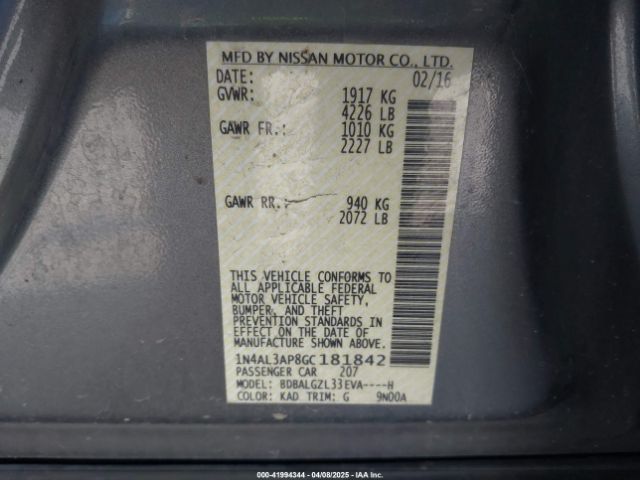 MFD BY NISSAN MOTOR CO., LTD.
DATE: 02/16
GVWR: 1917 KG
4226 LB
GAWR FR.: 1010 KG
2227 LB
GAWR RR.: 940 KG
2072 LB
THIS VEHICLE CONFORMS TO
ALL APPLICABLE FEDERAL
MOTOR VEHICLE SAFETY,
BUMPER, AND THEFT
PREVENTION STANDARDS
IN EFFECT ON THE DATE OF
MANUFACTURE SHOWN ABOVE.
1N4AL3AP8GC181842
PASSENGER CAR 207
MODEL: BDBALGZL33EVA----H
COLOR: KAD TRIM: G 9N00A
000-41994344 - 04/08/2025 - IAAI.com